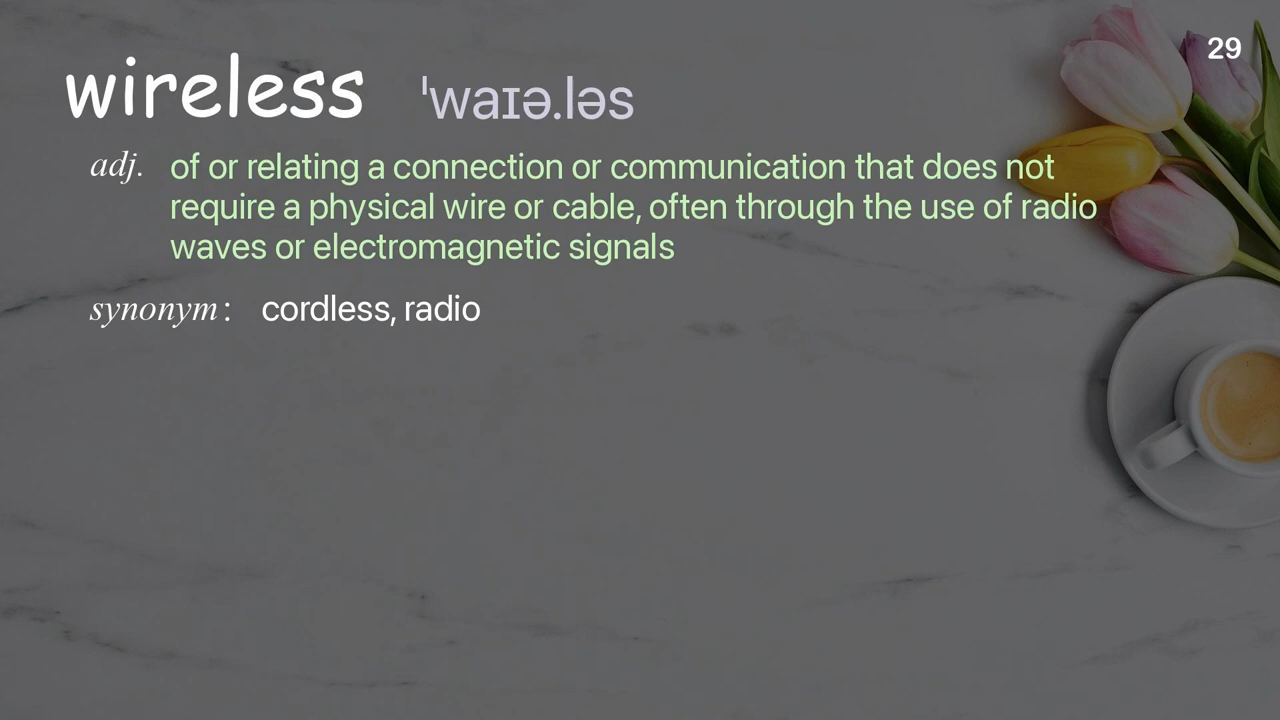 29
wireless ˈwaɪə.ləs
adj. of or relating a connection or communication that does not
require a physical wire or cable, often through the use of radio
waves or electromagnetic signals
synonym: cordless, radio